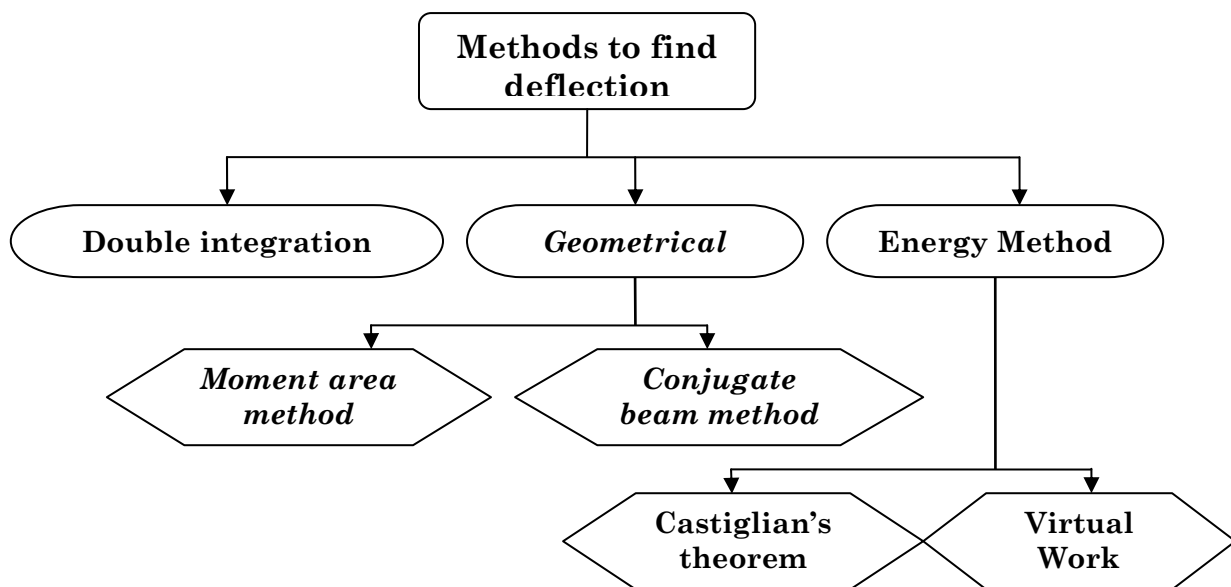 Methods to find
deflection
Double integration
Geometrical
Energy Method
Moment area
method
Conjugate
beam method
Castiglian’s
theorem
Virtual
Work